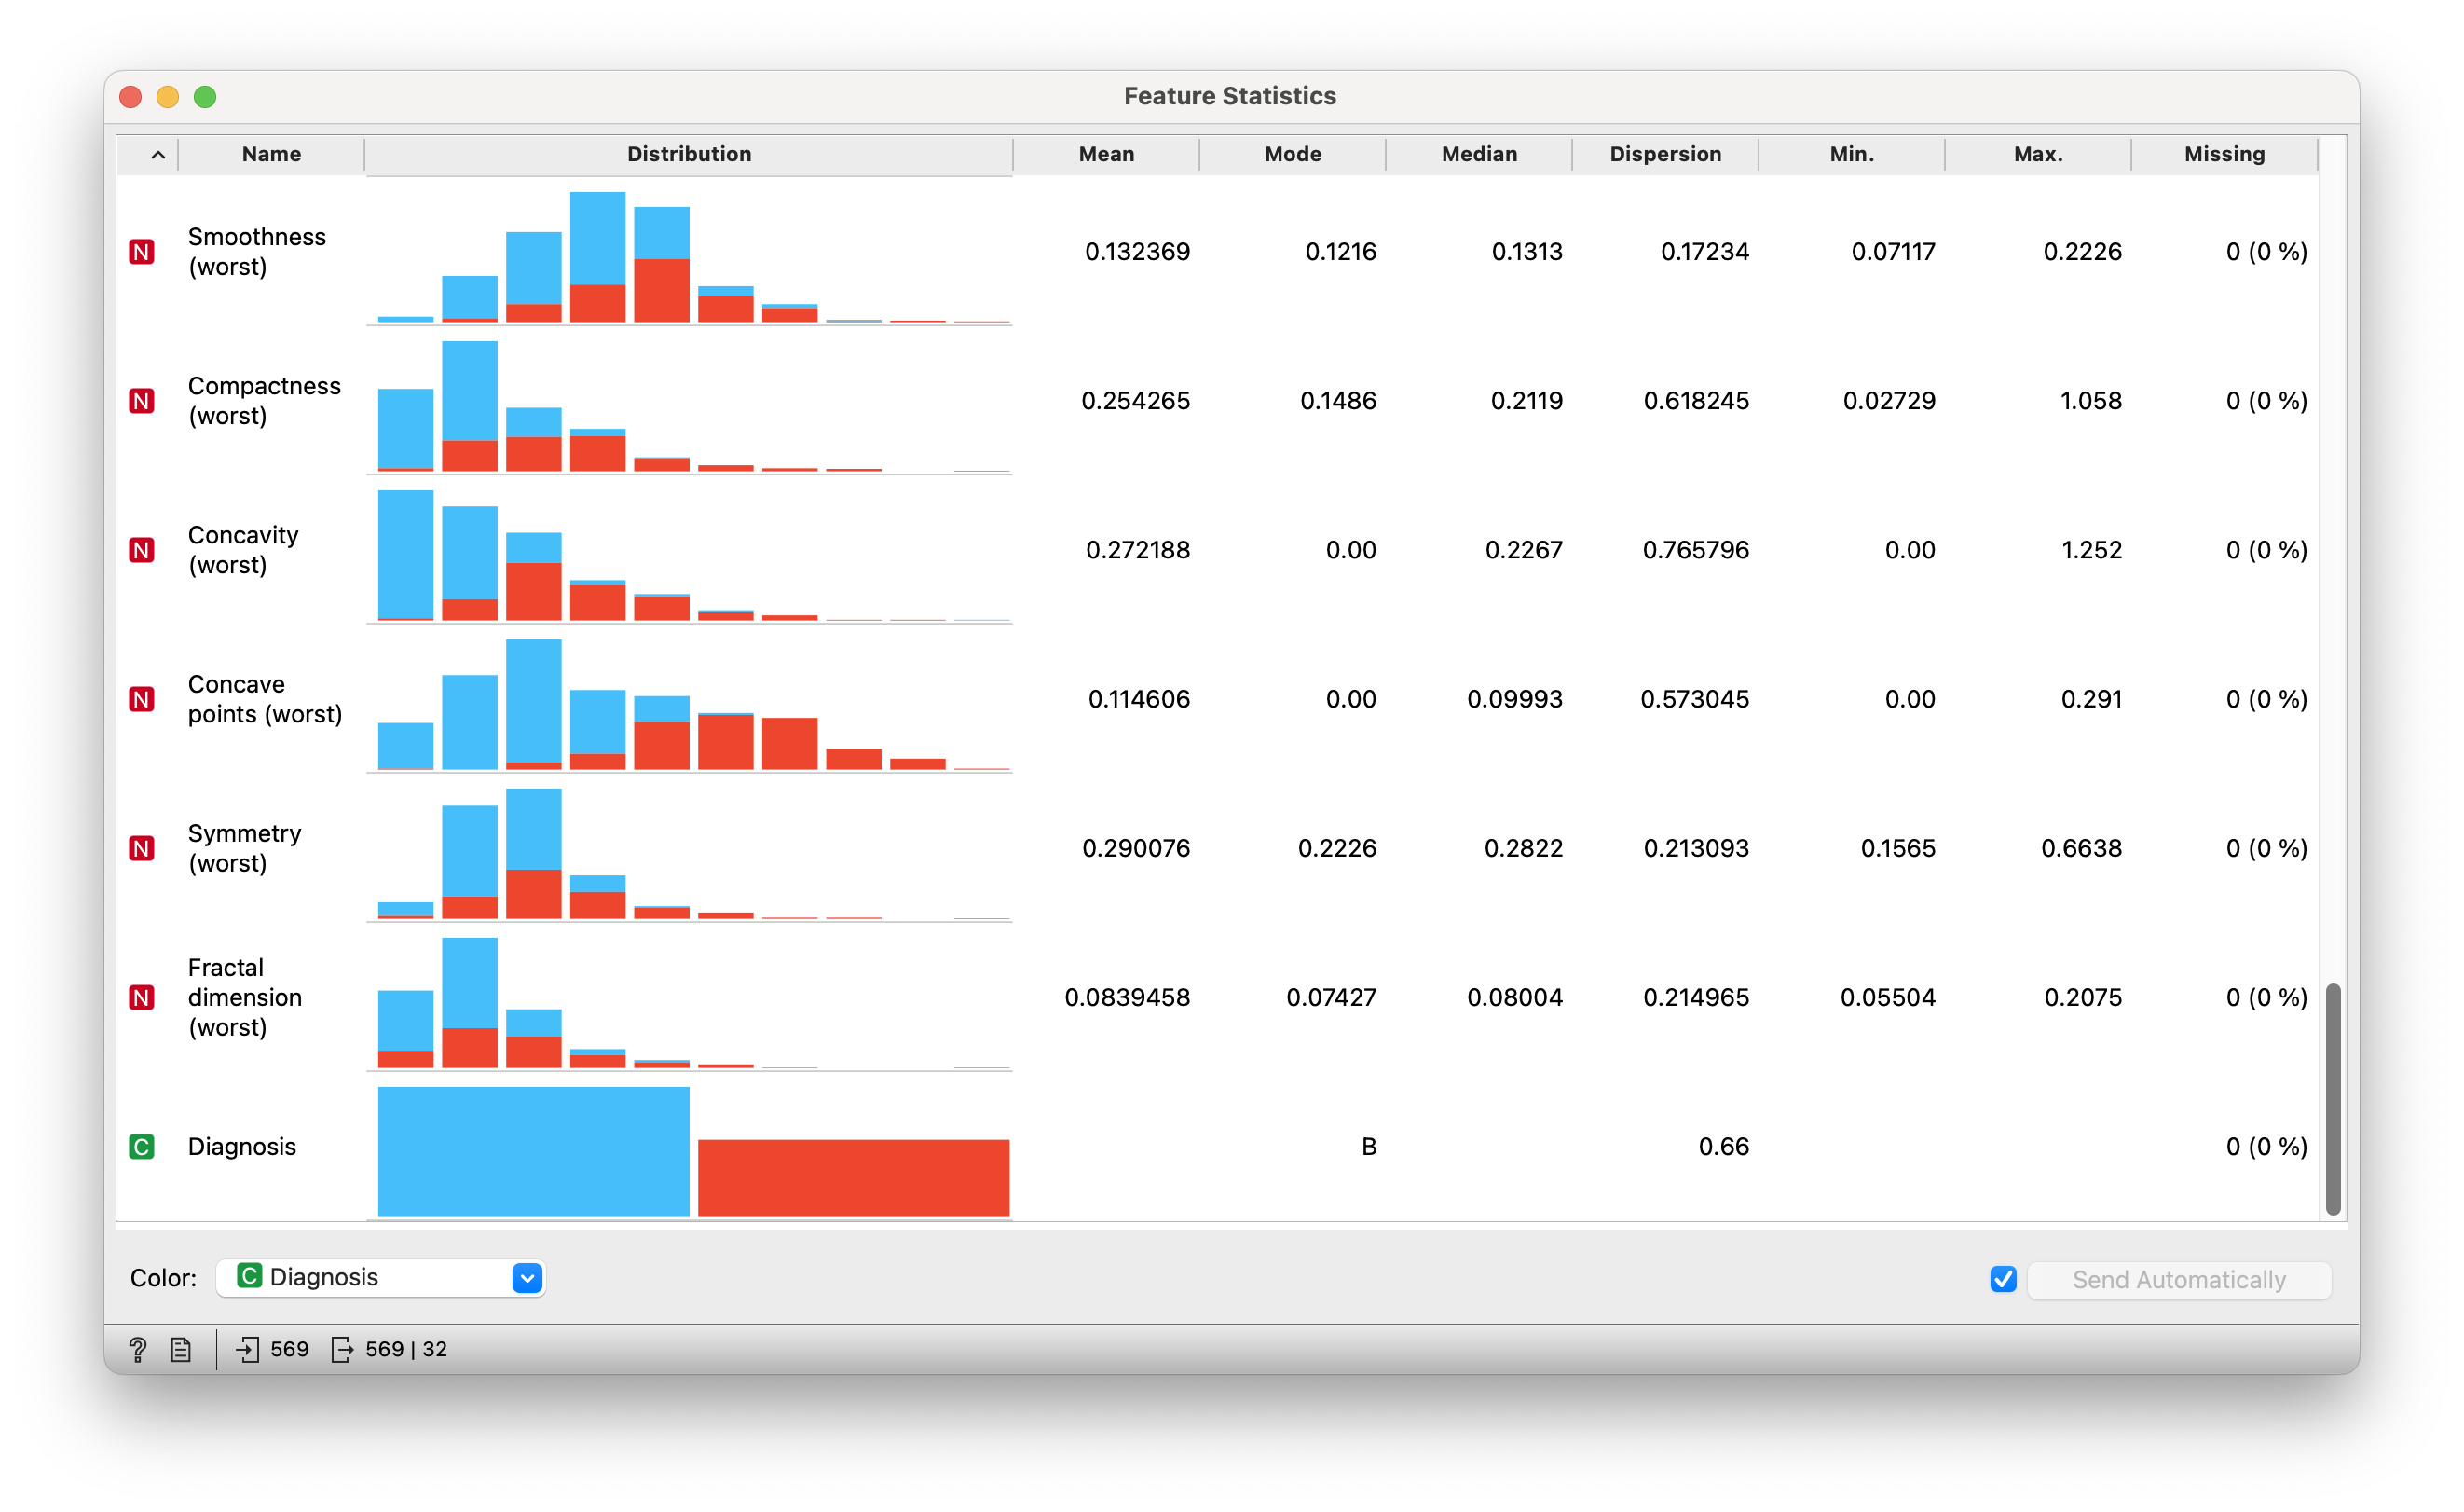 Feature Statistics
Name Distribution Mean Mode Median Dispersion Min. Max. Missing
N Smoothness (worst) 0.132369 0.1216 0.1313 0.17234 0.07117 0.2226 0 (0 %)
N Compactness (worst) 0.254265 0.1486 0.2119 0.618245 0.02729 1.058 0 (0 %)
N Concavity (worst) 0.272188 0.00 0.2267 0.765796 0.00 1.252 0 (0 %)
N Concave points (worst) 0.114606 0.00 0.09993 0.573045 0.00 0.291 0 (0 %)
N Symmetry (worst) 0.290076 0.2226 0.2822 0.213093 0.1565 0.6638 0 (0 %)
N Fractal dimension (worst) 0.0839458 0.07427 0.08004 0.214965 0.05504 0.2075 0 (0 %)
C Diagnosis B 0.66 0 (0 %)
Color: C Diagnosis Send Automatically
? 569 569 | 32